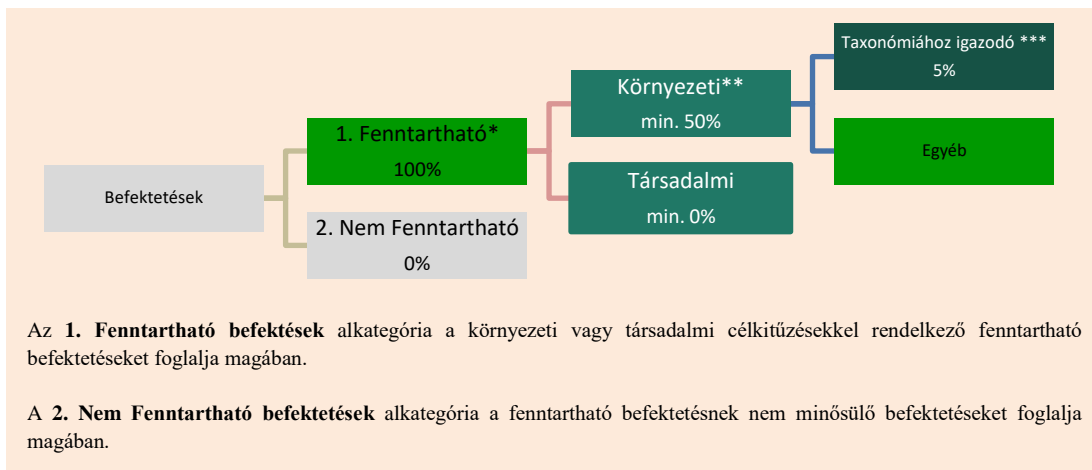 Taxonómiához igazodó ***
5%
Környezeti**
min. 50%
1. Fenntartható*
100%
Egyéb
Befektetések
Társadalmi
min. 0%
2. Nem Fenntartható
0%
Az 1. Fenntartható befektések alkategória a környezeti vagy társadalmi célkitűzésekkel rendelkező fenntartható
befektetéseket foglalja magában.
A 2. Nem Fenntartható befektetések alkategória a fenntartható befektetésnek nem minősülő befektetéseket foglalja
magában.